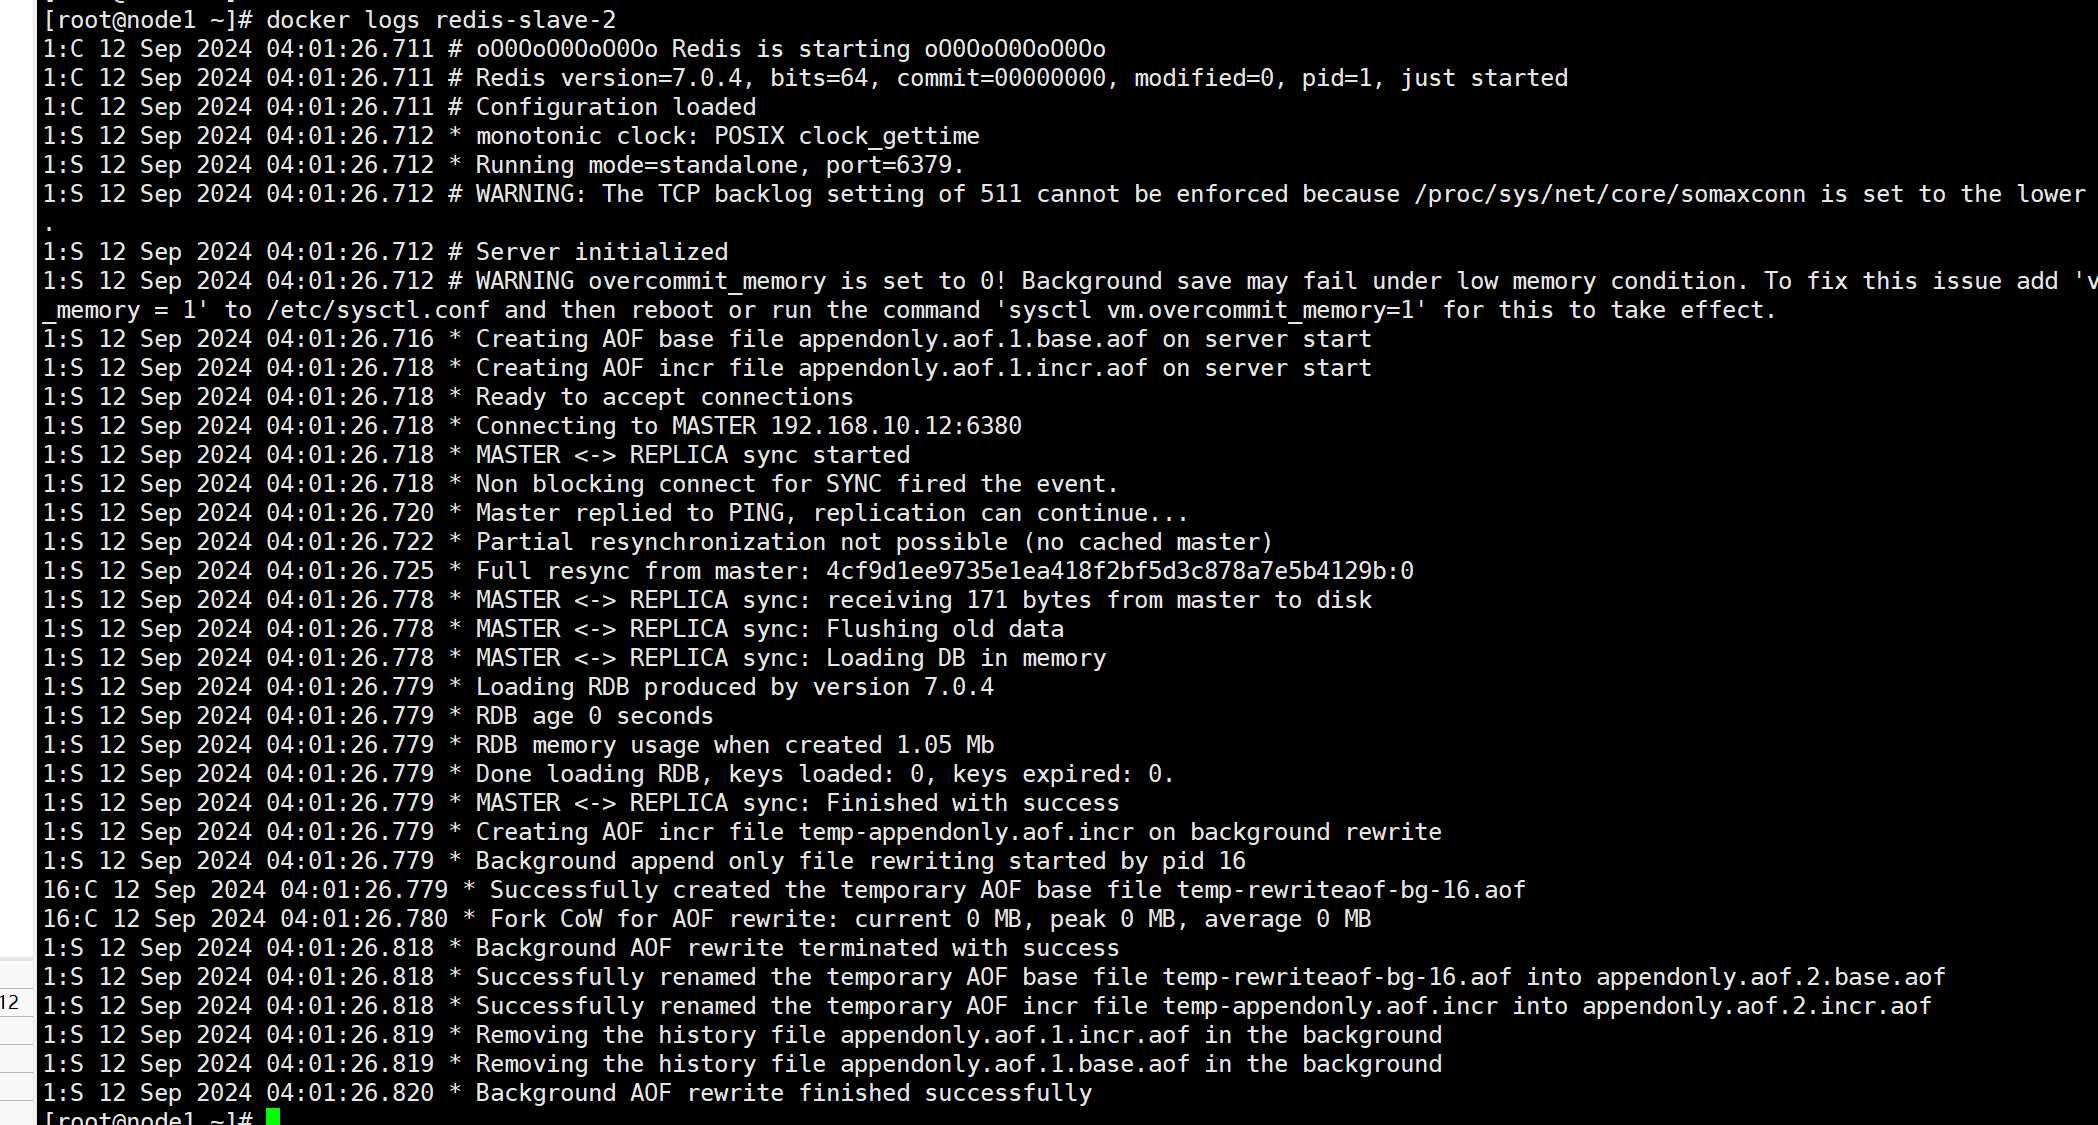 [root@node1 ~]# docker logs redis-slave-2
1:C 12 Sep 2024 04:01:26.711 # oO0OoO0OoO0Oo Redis is starting oO0OoO0OoO0Oo
1:C 12 Sep 2024 04:01:26.711 # Redis version=7.0.4, bits=64, commit=00000000, modified=0, pid=1, just started
1:C 12 Sep 2024 04:01:26.711 # Configuration loaded
1:S 12 Sep 2024 04:01:26.712 * monotonic clock: POSIX clock_gettime
1:S 12 Sep 2024 04:01:26.712 * Running mode=standalone, port=6379.
1:S 12 Sep 2024 04:01:26.712 # WARNING: The TCP backlog setting of 511 cannot be enforced because /proc/sys/net/core/somaxconn is set to the lower
.
1:S 12 Sep 2024 04:01:26.712 # Server initialized
1:S 12 Sep 2024 04:01:26.712 # WARNING overcommit_memory is set to 0! Background save may fail under low memory condition. To fix this issue add 'v
_memory = 1' to /etc/sysctl.conf and then reboot or run the command 'sysctl vm.overcommit_memory=1' for this to take effect.
1:S 12 Sep 2024 04:01:26.716 * Creating AOF base file appendonly.aof.1.base.aof on server start
1:S 12 Sep 2024 04:01:26.718 * Creating AOF incr file appendonly.aof.1.incr.aof on server start
1:S 12 Sep 2024 04:01:26.718 * Ready to accept connections
1:S 12 Sep 2024 04:01:26.718 * Connecting to MASTER 192.168.10.12:6380
1:S 12 Sep 2024 04:01:26.718 * MASTER <-> REPLICA sync started
1:S 12 Sep 2024 04:01:26.718 * Non blocking connect for SYNC fired the event.
1:S 12 Sep 2024 04:01:26.720 * Master replied to PING, replication can continue...
1:S 12 Sep 2024 04:01:26.722 * Partial resynchronization not possible (no cached master)
1:S 12 Sep 2024 04:01:26.725 * Full resync from master: 4cf9d1ee9735e1ea418f2bf5d3c878a7e5b4129b:0
1:S 12 Sep 2024 04:01:26.778 * MASTER <-> REPLICA sync: receiving 171 bytes from master to disk
1:S 12 Sep 2024 04:01:26.778 * MASTER <-> REPLICA sync: Flushing old data
1:S 12 Sep 2024 04:01:26.778 * MASTER <-> REPLICA sync: Loading DB in memory
1:S 12 Sep 2024 04:01:26.779 * Loading RDB produced by version 7.0.4
1:S 12 Sep 2024 04:01:26.779 * RDB age 0 seconds
1:S 12 Sep 2024 04:01:26.779 * RDB memory usage when created 1.05 Mb
1:S 12 Sep 2024 04:01:26.779 * Done loading RDB, keys loaded: 0, keys expired: 0.
1:S 12 Sep 2024 04:01:26.779 * MASTER <-> REPLICA sync: Finished with success
1:S 12 Sep 2024 04:01:26.779 * Creating AOF incr file temp-appendonly.aof.incr on background rewrite
1:S 12 Sep 2024 04:01:26.779 * Background append only file rewriting started by pid 16
16:C 12 Sep 2024 04:01:26.779 * Successfully created the temporary AOF base file temp-rewriteaof-bg-16.aof
16:C 12 Sep 2024 04:01:26.780 * Fork CoW for AOF rewrite: current 0 MB, peak 0 MB, average 0 MB
1:S 12 Sep 2024 04:01:26.818 * Background AOF rewrite terminated with success
1:S 12 Sep 2024 04:01:26.818 * Successfully renamed the temporary AOF base file temp-rewriteaof-bg-16.aof into appendonly.aof.2.base.aof
12
1:S 12 Sep 2024 04:01:26.818 * Successfully renamed the temporary AOF incr file temp-appendonly.aof.incr into appendonly.aof.2.incr.aof
1:S 12 Sep 2024 04:01:26.819 * Removing the history file appendonly.aof.1.incr.aof in the background
1:S 12 Sep 2024 04:01:26.819 * Removing the history file appendonly.aof.1.base.aof in the background
1:S 12 Sep 2024 04:01:26.820 * Background AOF rewrite finished successfully
[root@node1 ~]#